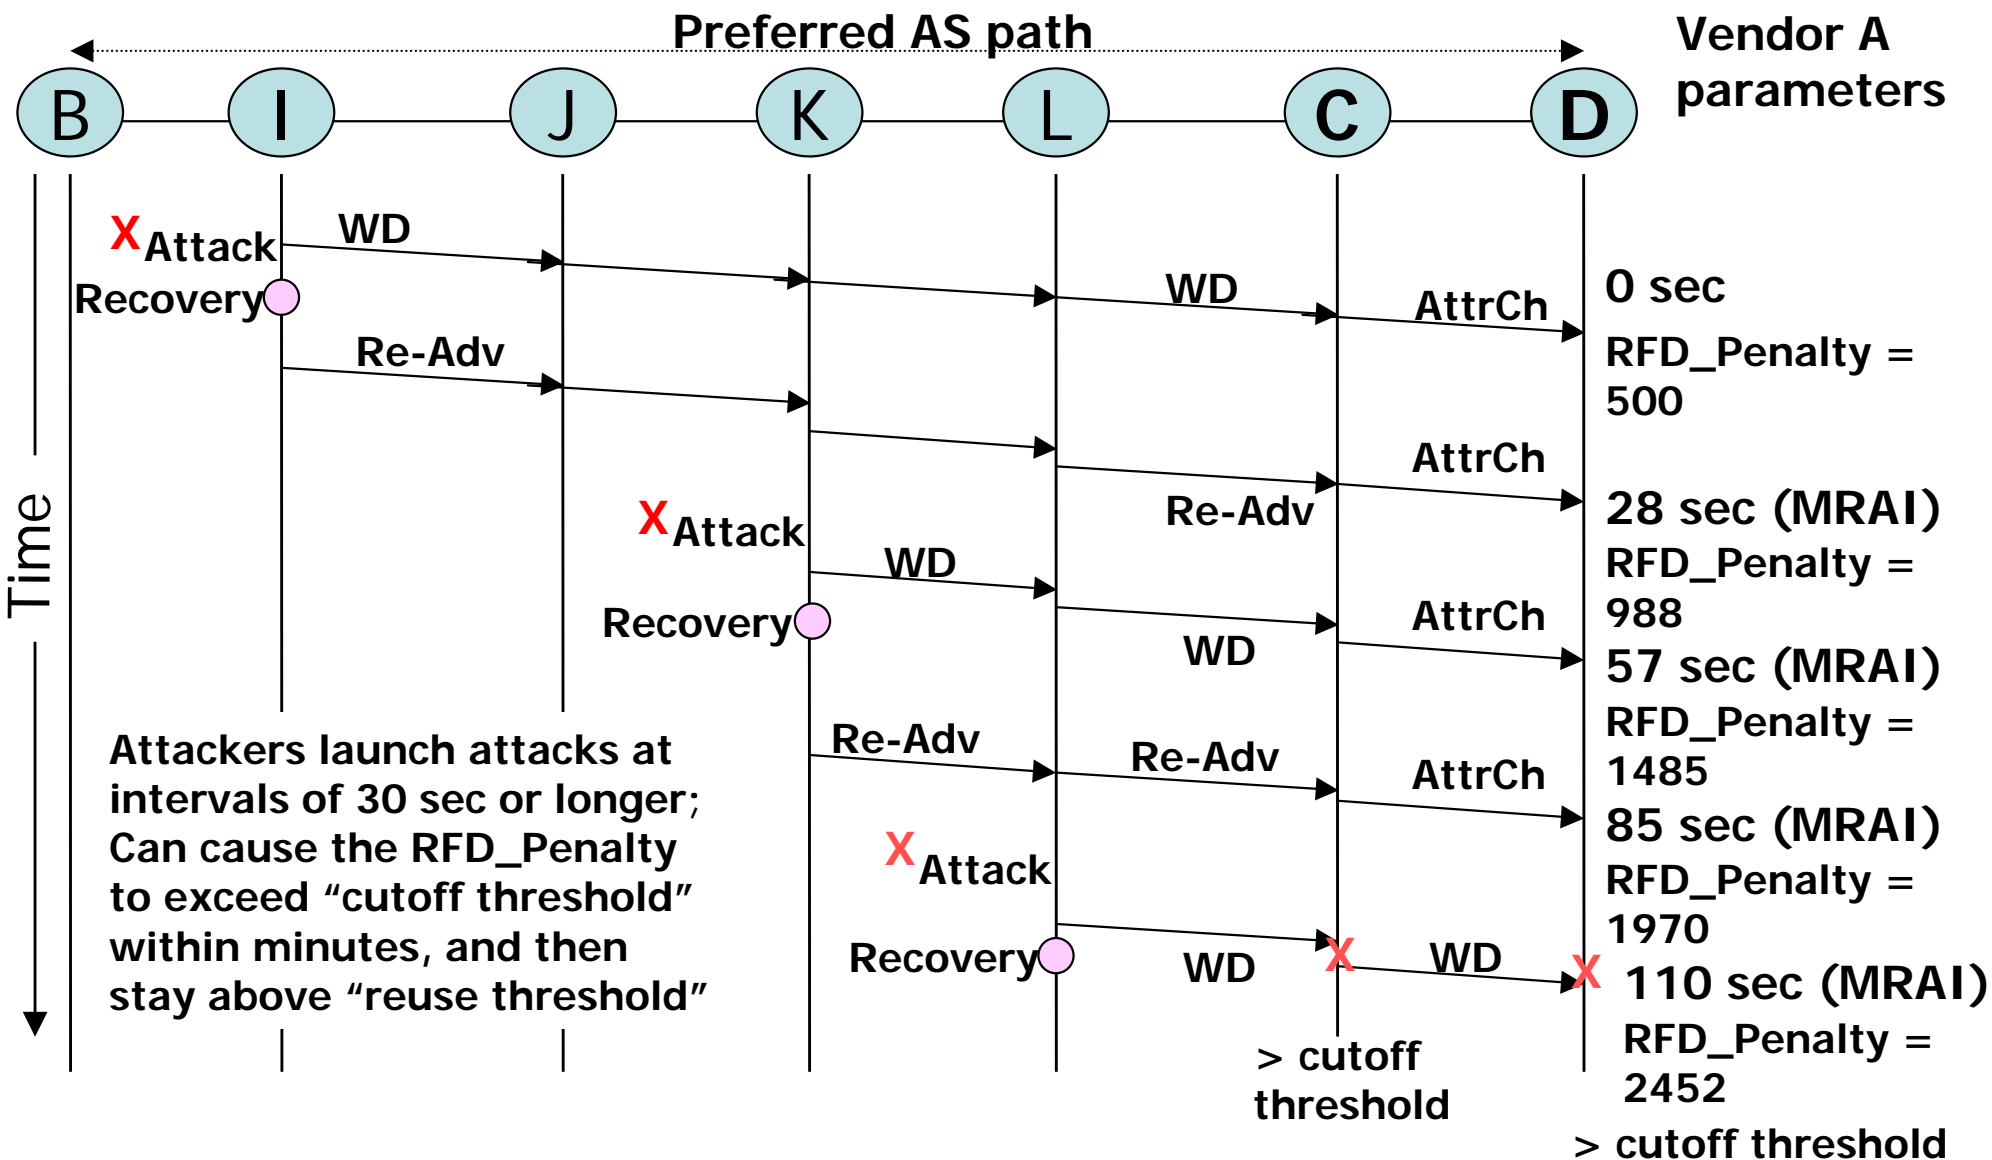 Preferred AS path
Vendor A
parameters
B
I
J
K
L
C
D
X
Attack
WD
Recovery
WD
AttrCh
0 sec
RFD_Penalty =
500
Re-Adv
AttrCh
Re-Adv
28 sec (MRAI)
RFD_Penalty =
988
X
Attack
WD
Recovery
WD
AttrCh
57 sec (MRAI)
RFD_Penalty =
1485
Time
Re-Adv
Re-Adv
AttrCh
85 sec (MRAI)
RFD_Penalty =
1970
Attackers launch attacks at
intervals of 30 sec or longer;
Can cause the RFD_Penalty
to exceed “cutoff threshold”
within minutes, and then
stay above “reuse threshold”
X
Attack
Recovery
WD
X
WD
X
110 sec (MRAI)
RFD_Penalty =
2452
> cutoff
threshold
> cutoff threshold